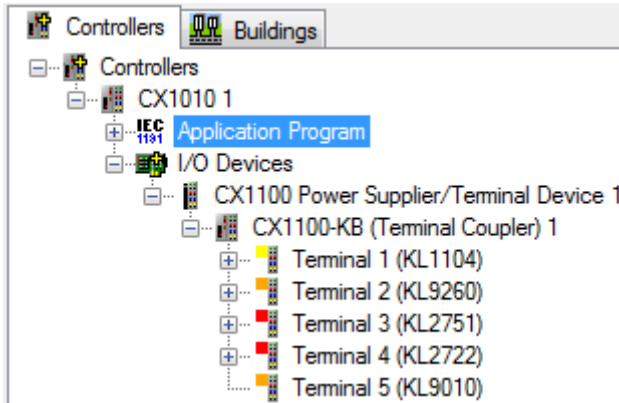 Controllers Buildings
Controllers
CX1010 1
IEC
1131
Application Program
I/O Devices
CX1100 Power Supplier/Terminal Device 1
CX1100-KB (Terminal Coupler) 1
Terminal 1 (KL1104)
Terminal 2 (KL9260)
Terminal 3 (KL2751)
Terminal 4 (KL2722)
Terminal 5 (KL9010)